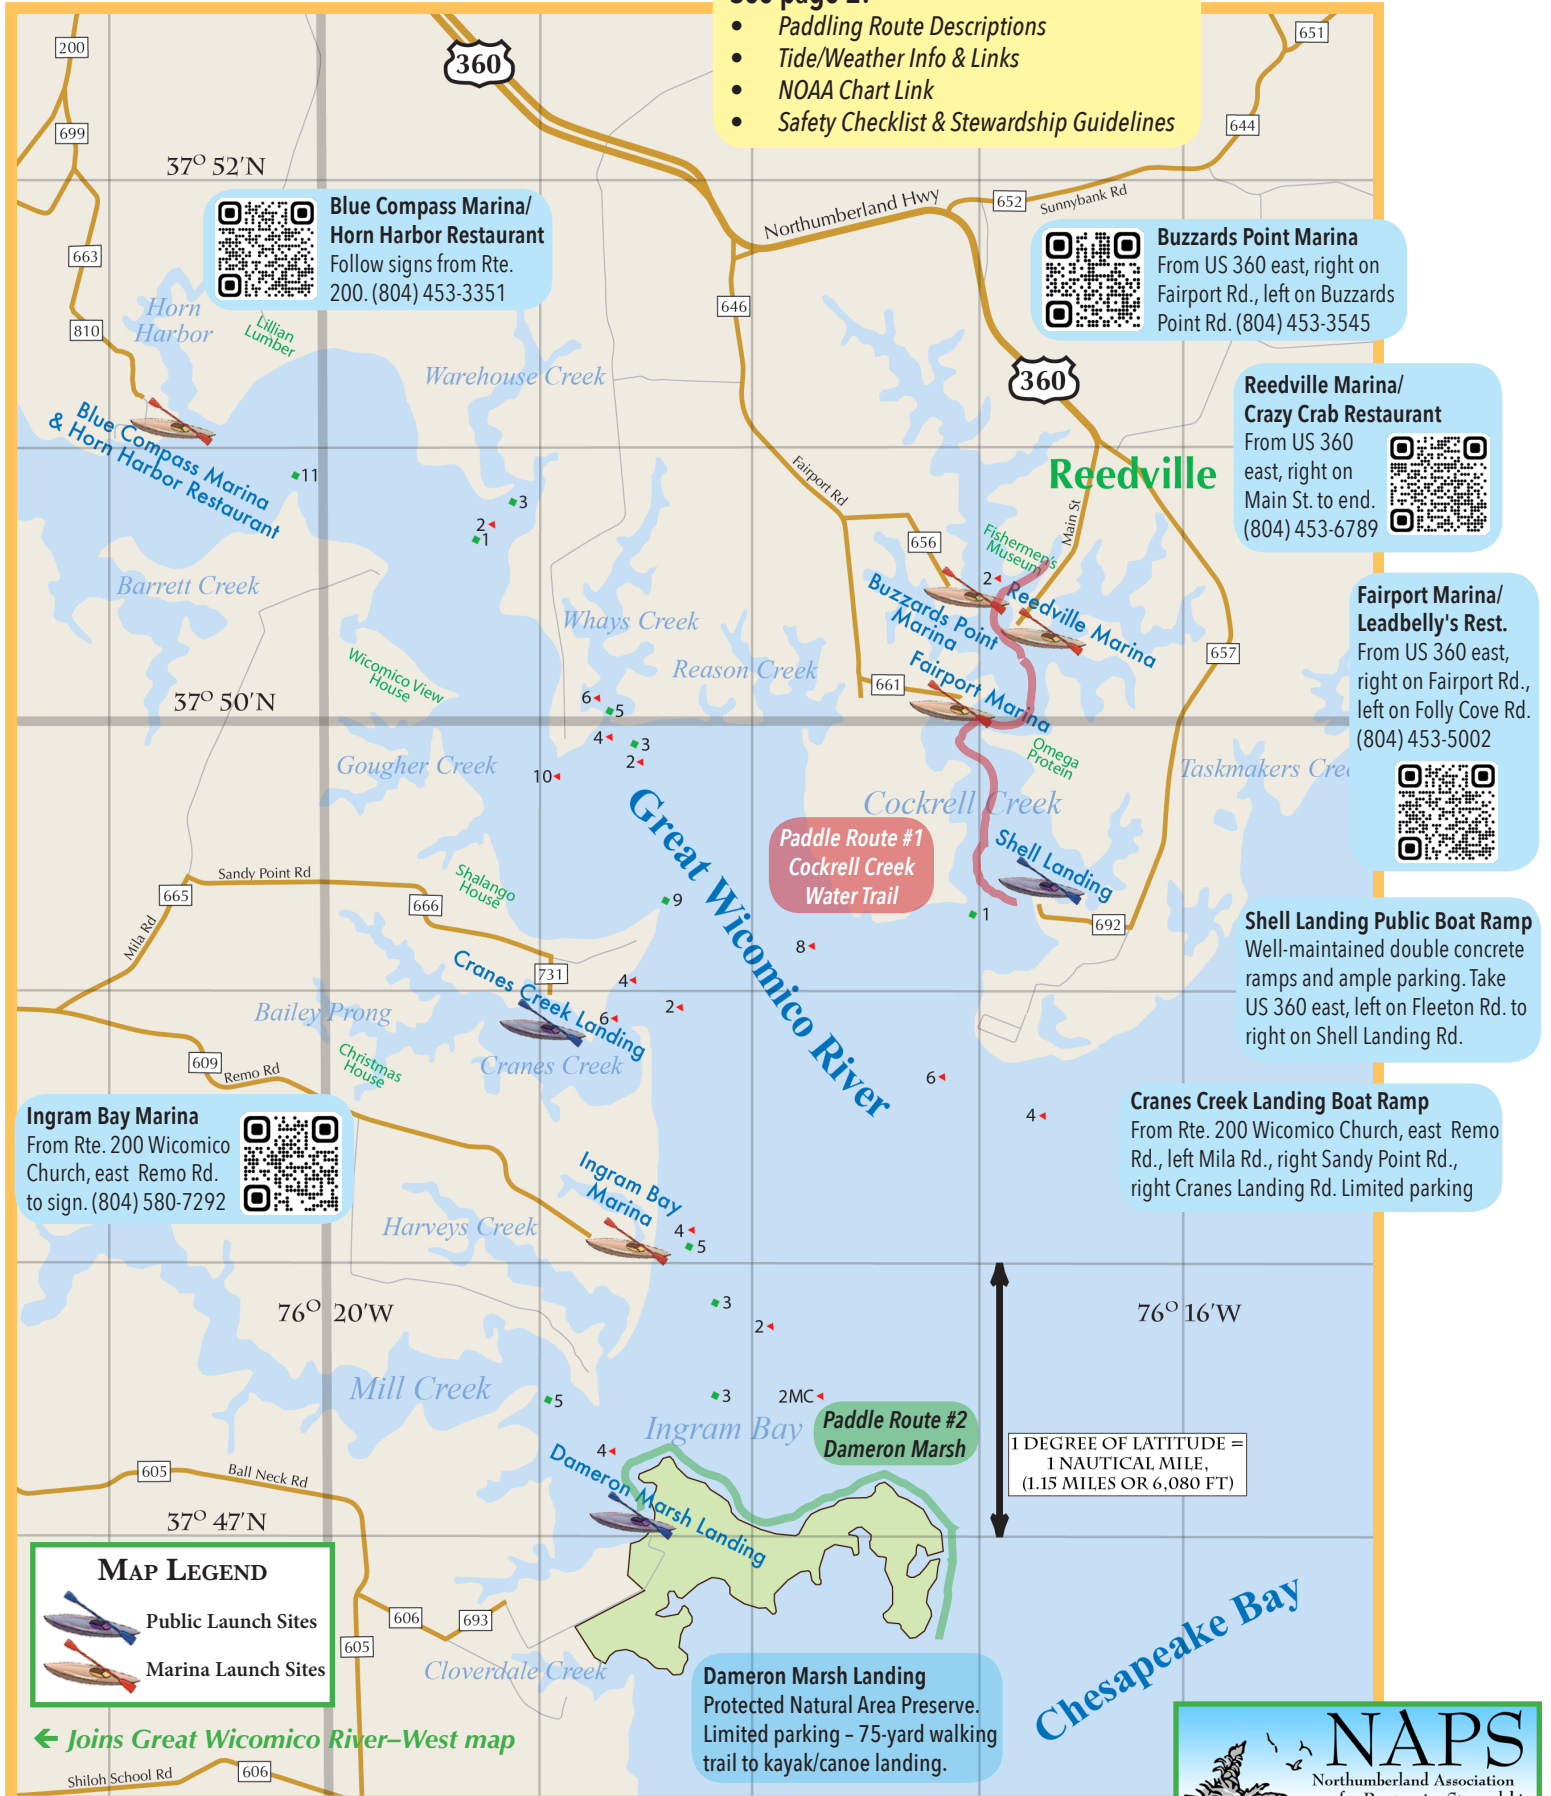 See page 2:
• Paddling Route Descriptions
• Tide/Weather Info & Links
• NOAA Chart Link
• Safety Checklist & Stewardship Guidelines
200
360
651
699
644
37° 52'N
652
Sunnybank Rd
Northumberland Hwy
Blue Compass Marina/
Horn Harbor Restaurant
Follow signs from Rte.
200. (804) 453-3351
663
Buzzards Point Marina
From US 360 east, right on
Fairport Rd., left on Buzzards
Point Rd. (804) 453-3545
Horn
Harbor
810
Lillian
Lumber
646
Warehouse Creek
360
Reedville Marina/
Crazy Crab Restaurant
From US 360
east, right on
Main St. to end.
(804) 453-6789
Blue Compass Marina
& Horn Harbor Restaurant
11
3
2
1
Fairport Rd
Reedville
Main St
656
Fishermen's
Museum
2
Barrett Creek
Buzzards Point
Marina
Reedville Marina
Fairport Marina/
Leadbelly's Rest.
From US 360 east,
right on Fairport Rd.,
left on Folly Cove Rd.
(804) 453-5002
Whays Creek
Wicomico View
House
Reason Creek
661
Fairport Marina
657
37° 50'N
6
5
4
3
2
10
Gougher Creek
Omega
Protein
Taskmakers Cree
Cockrell Creek
Great Wicomico River
Paddle Route #1
Cockrell Creek
Water Trail
Shell Landing
Sandy Point Rd
665
666
Shalango
House
9
1
692
Mila Rd
8
Shell Landing Public Boat Ramp
Well-maintained double concrete
ramps and ample parking. Take
US 360 east, left on Fleeton Rd. to
right on Shell Landing Rd.
Cranes Creek Landing
731
4
2
6
Bailey Prong
Christmas
House
Cranes Creek
609
Remo Rd
6
4
Cranes Creek Landing Boat Ramp
From Rte. 200 Wicomico Church, east Remo
Rd., left Mila Rd., right Sandy Point Rd.,
right Cranes Landing Rd. Limited parking
Ingram Bay Marina
From Rte. 200 Wicomico
Church, east Remo Rd.
to sign. (804) 580-7292
Ingram Bay
Marina
Harveys Creek
4
5
3
2
76° 20'W
76° 16'W
Mill Creek
5
3
2MC
Ingram Bay
Paddle Route #2
Dameron Marsh
1 DEGREE OF LATITUDE =
1 NAUTICAL MILE,
(1.15 MILES OR 6,080 FT)
4
Dameron Marsh Landing
605
Ball Neck Rd
37° 47'N
MAP LEGEND
Public Launch Sites
Marina Launch Sites
606
693
605
Cloverdale Creek
Dameron Marsh Landing
Protected Natural Area Preserve.
Limited parking – 75-yard walking
trail to kayak/canoe landing.
Chesapeake Bay
← Joins Great Wicomico River–West map
Shiloh School Rd
606
NAPS
Northumberland Association